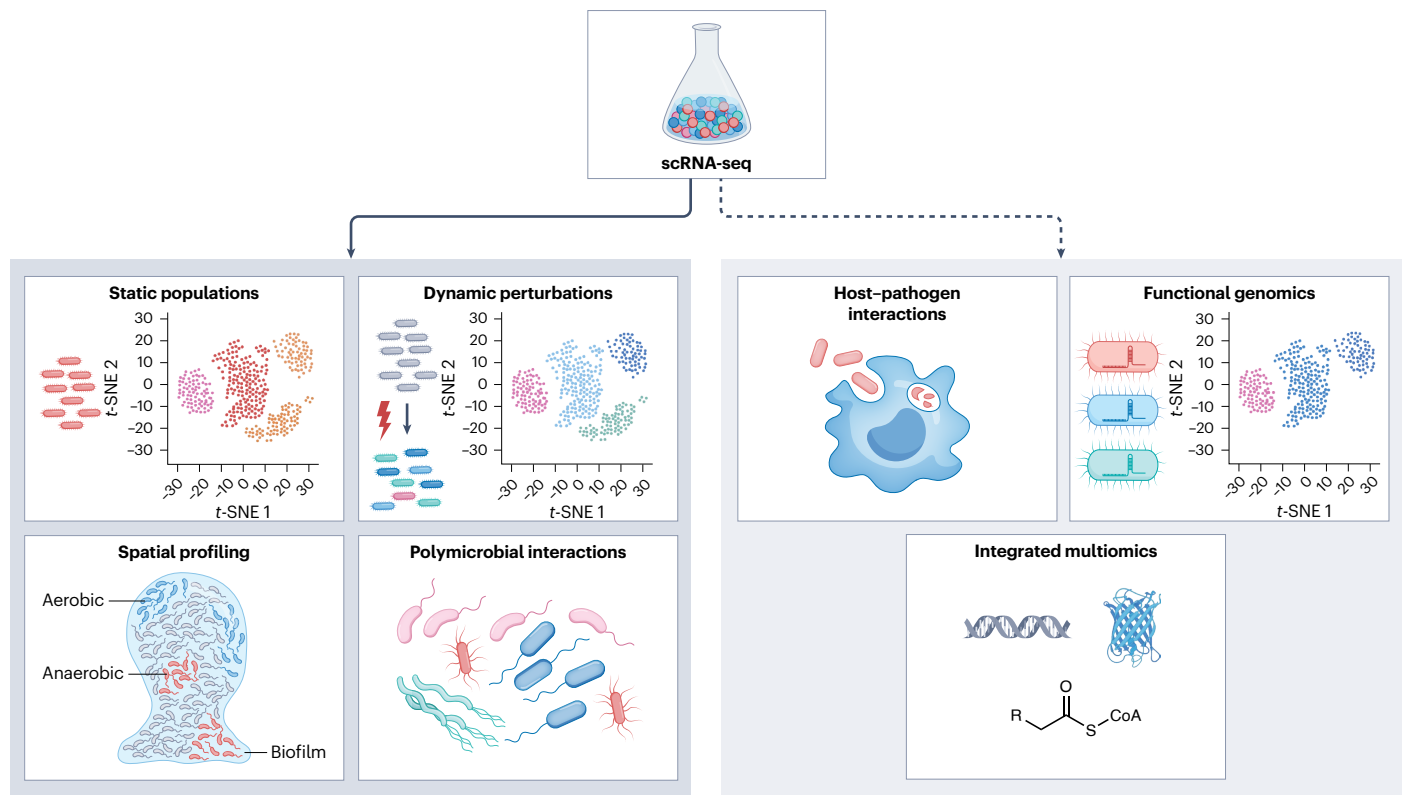 scRNA-seq
Static populations
t-SNE 2
30
20
10
0
−10
−20
−30
-30
-20
-10
0
10
20
30
t-SNE 1
Dynamic perturbations
t-SNE 2
30
20
10
0
−10
−20
−30
-30
-20
-10
0
10
20
30
t-SNE 1
Host–pathogen
interactions
Functional genomics
t-SNE 2
30
20
10
0
−10
−20
−30
-30
-20
-10
0
10
20
30
t-SNE 1
Spatial profiling
Aerobic
Anaerobic
Biofilm
Polymicrobial interactions
Integrated multiomics
O
R
S
CoA